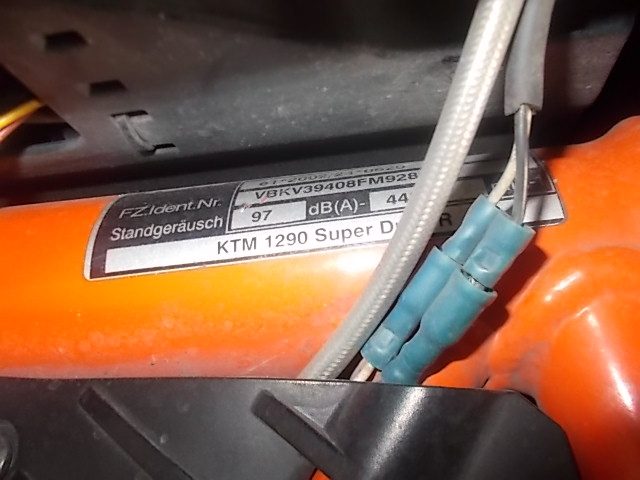 FZ.Ident.Nr. VBKV39408FM928
Standgeräusch 97 dB(A)- 44
KTM 1290 Super D R